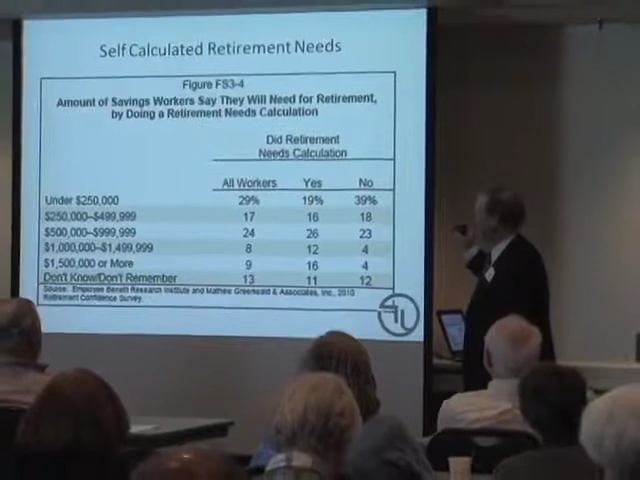 Self Calculated Retirement Needs
Figure FS3-4
Amount of Savings Workers Say They Will Need for Retirement,
by Doing a Retirement Needs Calculation
Did Retirement
Needs Calculation
All Workers Yes No
Under $250,000 29% 19% 39%
$250,000–$499,999 17 16 18
$500,000–$999,999 24 26 23
$1,000,000–$1,499,999 8 12 4
$1,500,000 or More 9 16 4
Don't Know/Don't Remember 13 11 12
Source: Employee Benefit Research Institute and Mathew Greenwald & Associates, Inc., 2010
Retirement Confidence Survey.